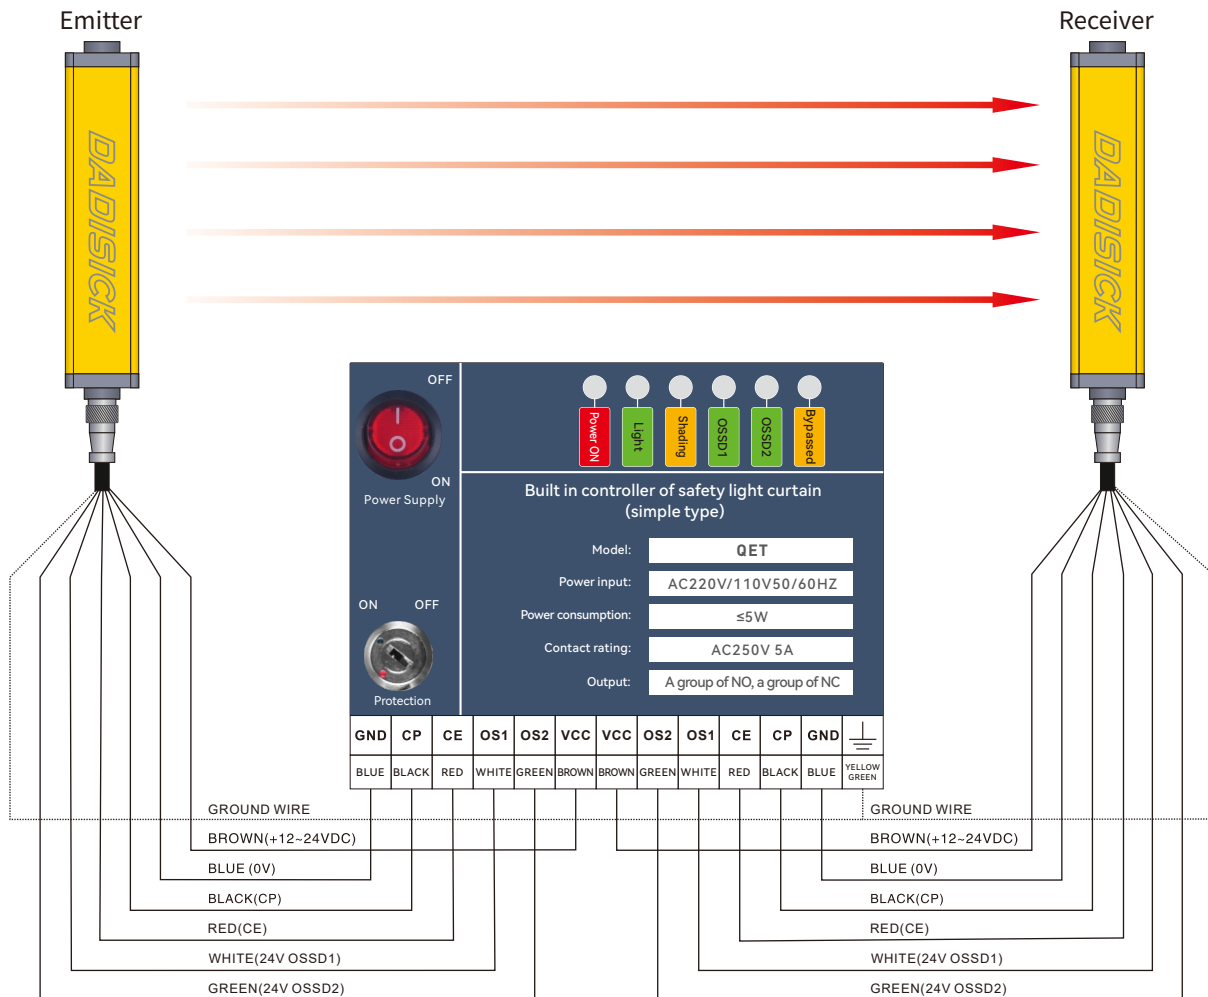 Emitter
Receiver
DADISICK
DADISICK
OFF
ON
Power Supply
Power ON
Light
Shading
OSSD1
OSSD2
Bypassed
Built in controller of safety light curtain
(simple type)
Model: QET
Power input: AC220V/110V50/60HZ
Power consumption: ≤5W
Contact rating: AC250V 5A
Output: A group of NO, a group of NC
ON OFF
Protection
GND CP CE OS1 OS2 VCC VCC OS2 OS1 CE CP GND
BLUE BLACK RED WHITE GREEN BROWN BROWN GREEN WHITE RED BLACK BLUE YELLOW
GREEN
GROUND WIRE
BROWN(+12~24VDC)
BLUE (0V)
BLACK(CP)
RED(CE)
WHITE(24V OSSD1)
GREEN(24V OSSD2)
GROUND WIRE
BROWN(+12~24VDC)
BLUE (0V)
BLACK(CP)
RED(CE)
WHITE(24V OSSD1)
GREEN(24V OSSD2)